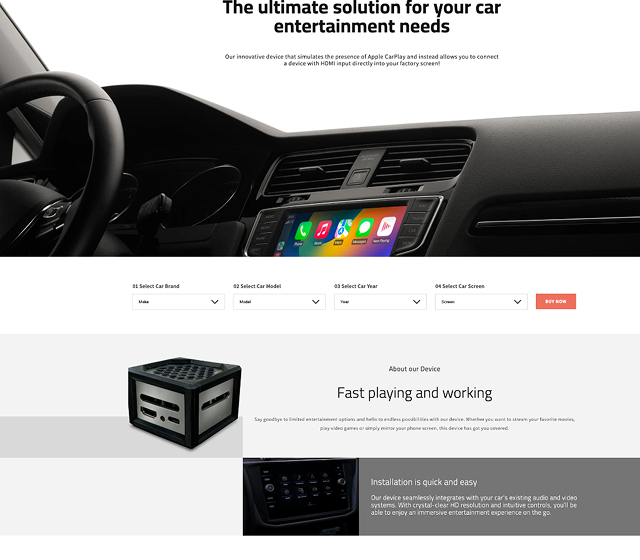 The ultimate solution for your car
entertainment needs
Our innovative device that simulates the presence of Apple CarPlay and instead allows you to connect
a device with HDMI input directly into your factory screen!
Phone Music Maps Messages Now Playing
01 Select Car Brand 02 Select Car Model 03 Select Car Year 04 Select Car Screen
Make Model Year Screen BUY NOW
About our Device
Fast playing and working
Say goodbye to limited entertainment options and hello to endless possibilities with our device. Whether you want to stream your favorite movies,
play video games or simply mirror your phone screen, this device has got you covered.
Installation is quick and easy
Our device seamlessly integrates with your car's existing audio and video
systems. With crystal-clear HD resolution and intuitive controls, you'll be
able to enjoy an immersive entertainment experience on the go.